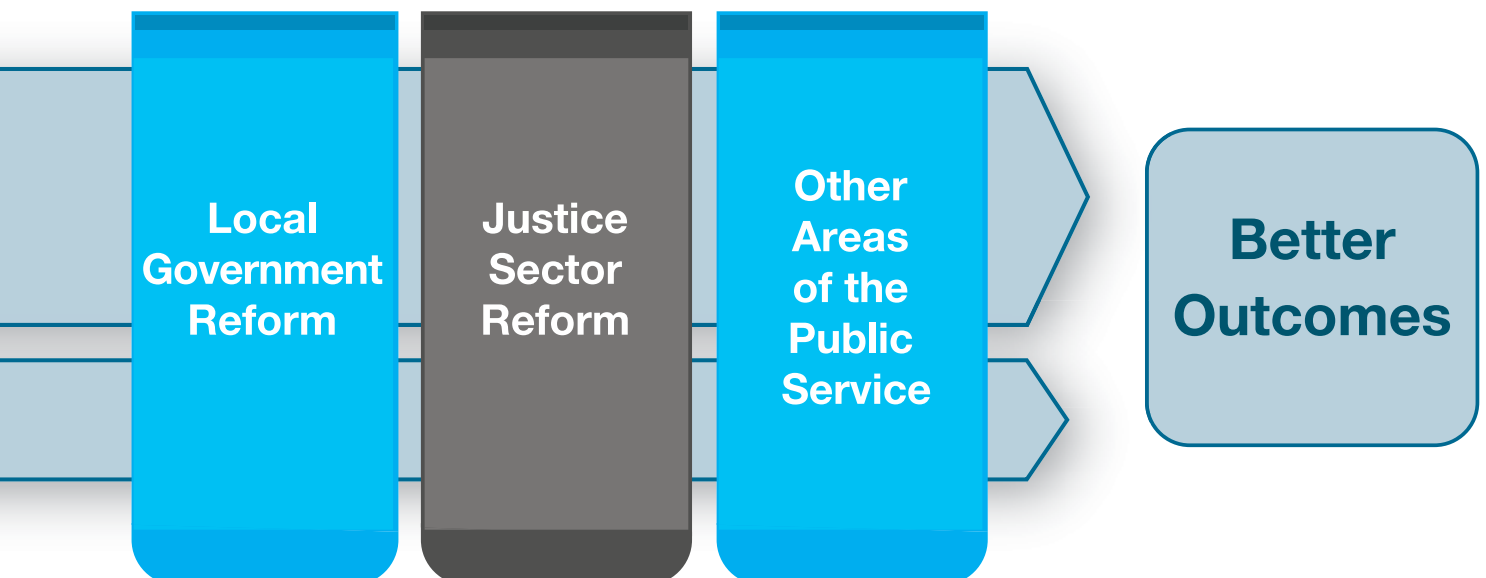 Local
Government
Reform
Justice
Sector
Reform
Other
Areas
of the
Public
Service
Better
Outcomes